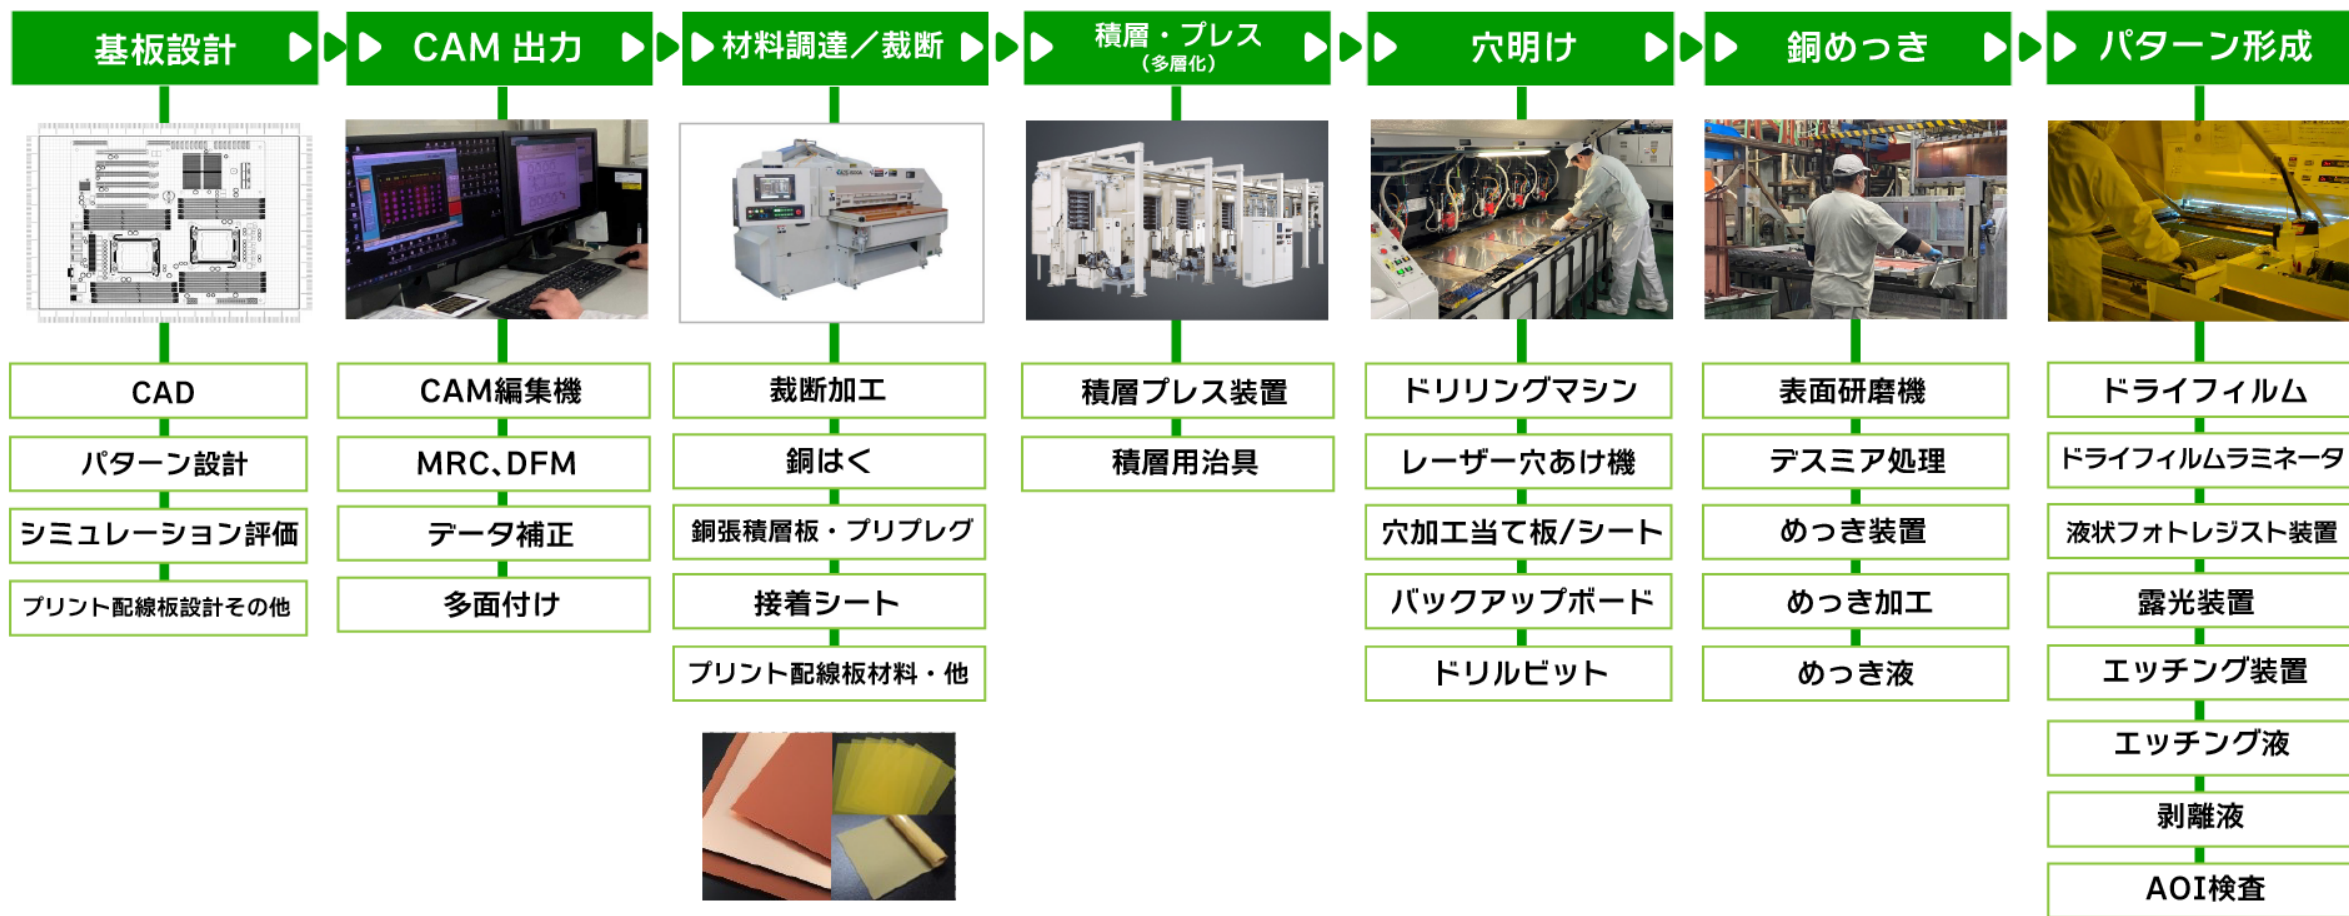 基板設計
CAM 出力
材料調達／裁断
積層・プレス
（多層化）
穴明け
銅めっき
パターン形成
CAD
パターン設計
シミュレーション評価
プリント配線板設計その他
CAM編集機
MRC、DFM
データ補正
多面付け
裁断加工
銅はく
銅張積層板・プリプレグ
接着シート
プリント配線板材料・他
積層プレス装置
積層用治具
ドリリングマシン
レーザー穴あけ機
穴加工当て板/シート
バックアップボード
ドリルビット
表面研磨機
デスミア処理
めっき装置
めっき加工
めっき液
ドライフィルム
ドライフィルムラミネータ
液状フォトレジスト装置
露光装置
エッチング装置
エッチング液
剥離液
AOI検査